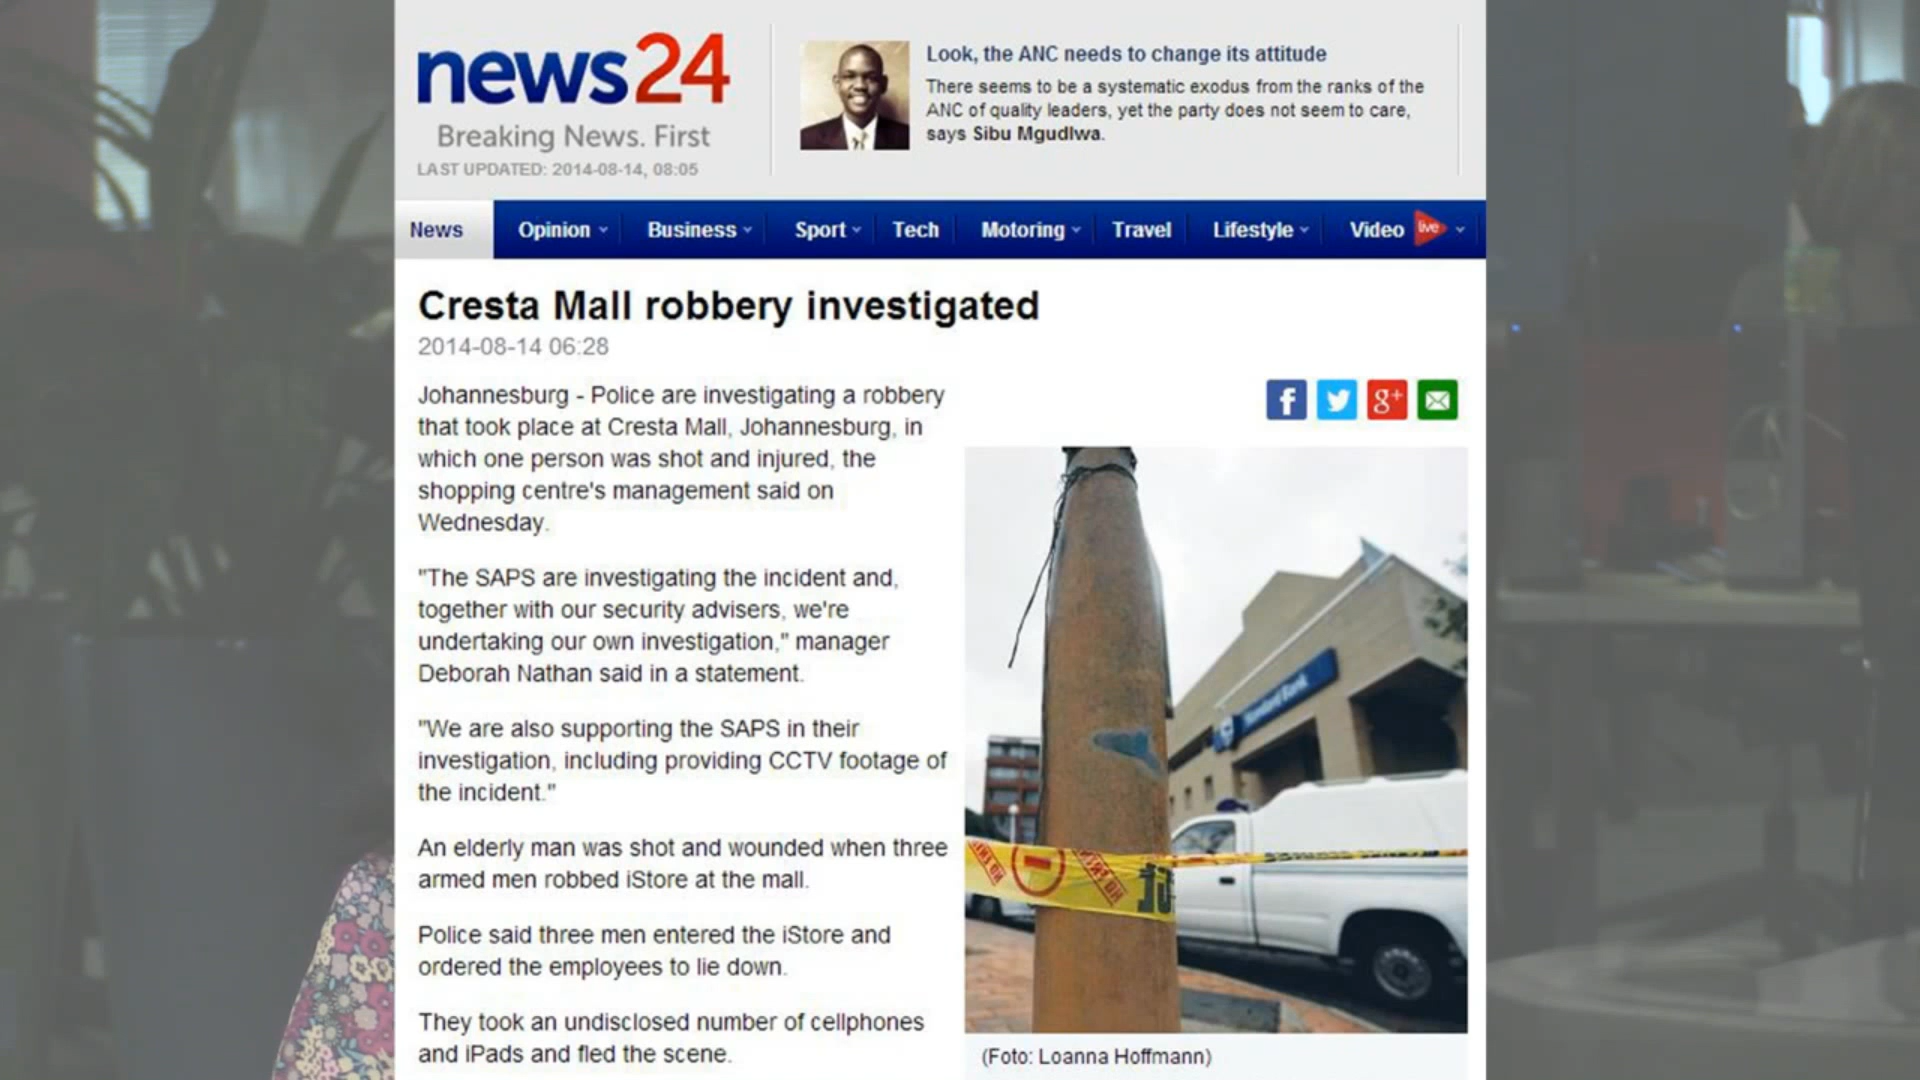 news24
Breaking News. First
LAST UPDATED: 2014-08-14, 08:05
Look, the ANC needs to change its attitude
There seems to be a systematic exodus from the ranks of the
ANC of quality leaders, yet the party does not seem to care,
says Sibu Mgudlwa.
News Opinion Business Sport Tech Motoring Travel Lifestyle Video live
Cresta Mall robbery investigated
2014-08-14 06:28
Johannesburg - Police are investigating a robbery
that took place at Cresta Mall, Johannesburg, in
which one person was shot and injured, the
shopping centre's management said on
Wednesday.
"The SAPS are investigating the incident and,
together with our security advisers, we're
undertaking our own investigation," manager
Deborah Nathan said in a statement.
"We are also supporting the SAPS in their
investigation, including providing CCTV footage of
the incident."
An elderly man was shot and wounded when three
armed men robbed iStore at the mall.
Police said three men entered the iStore and
ordered the employees to lie down.
They took an undisclosed number of cellphones
and iPads and fled the scene.
f
g+
Standard Bank
(Foto: Loanna Hoffmann)